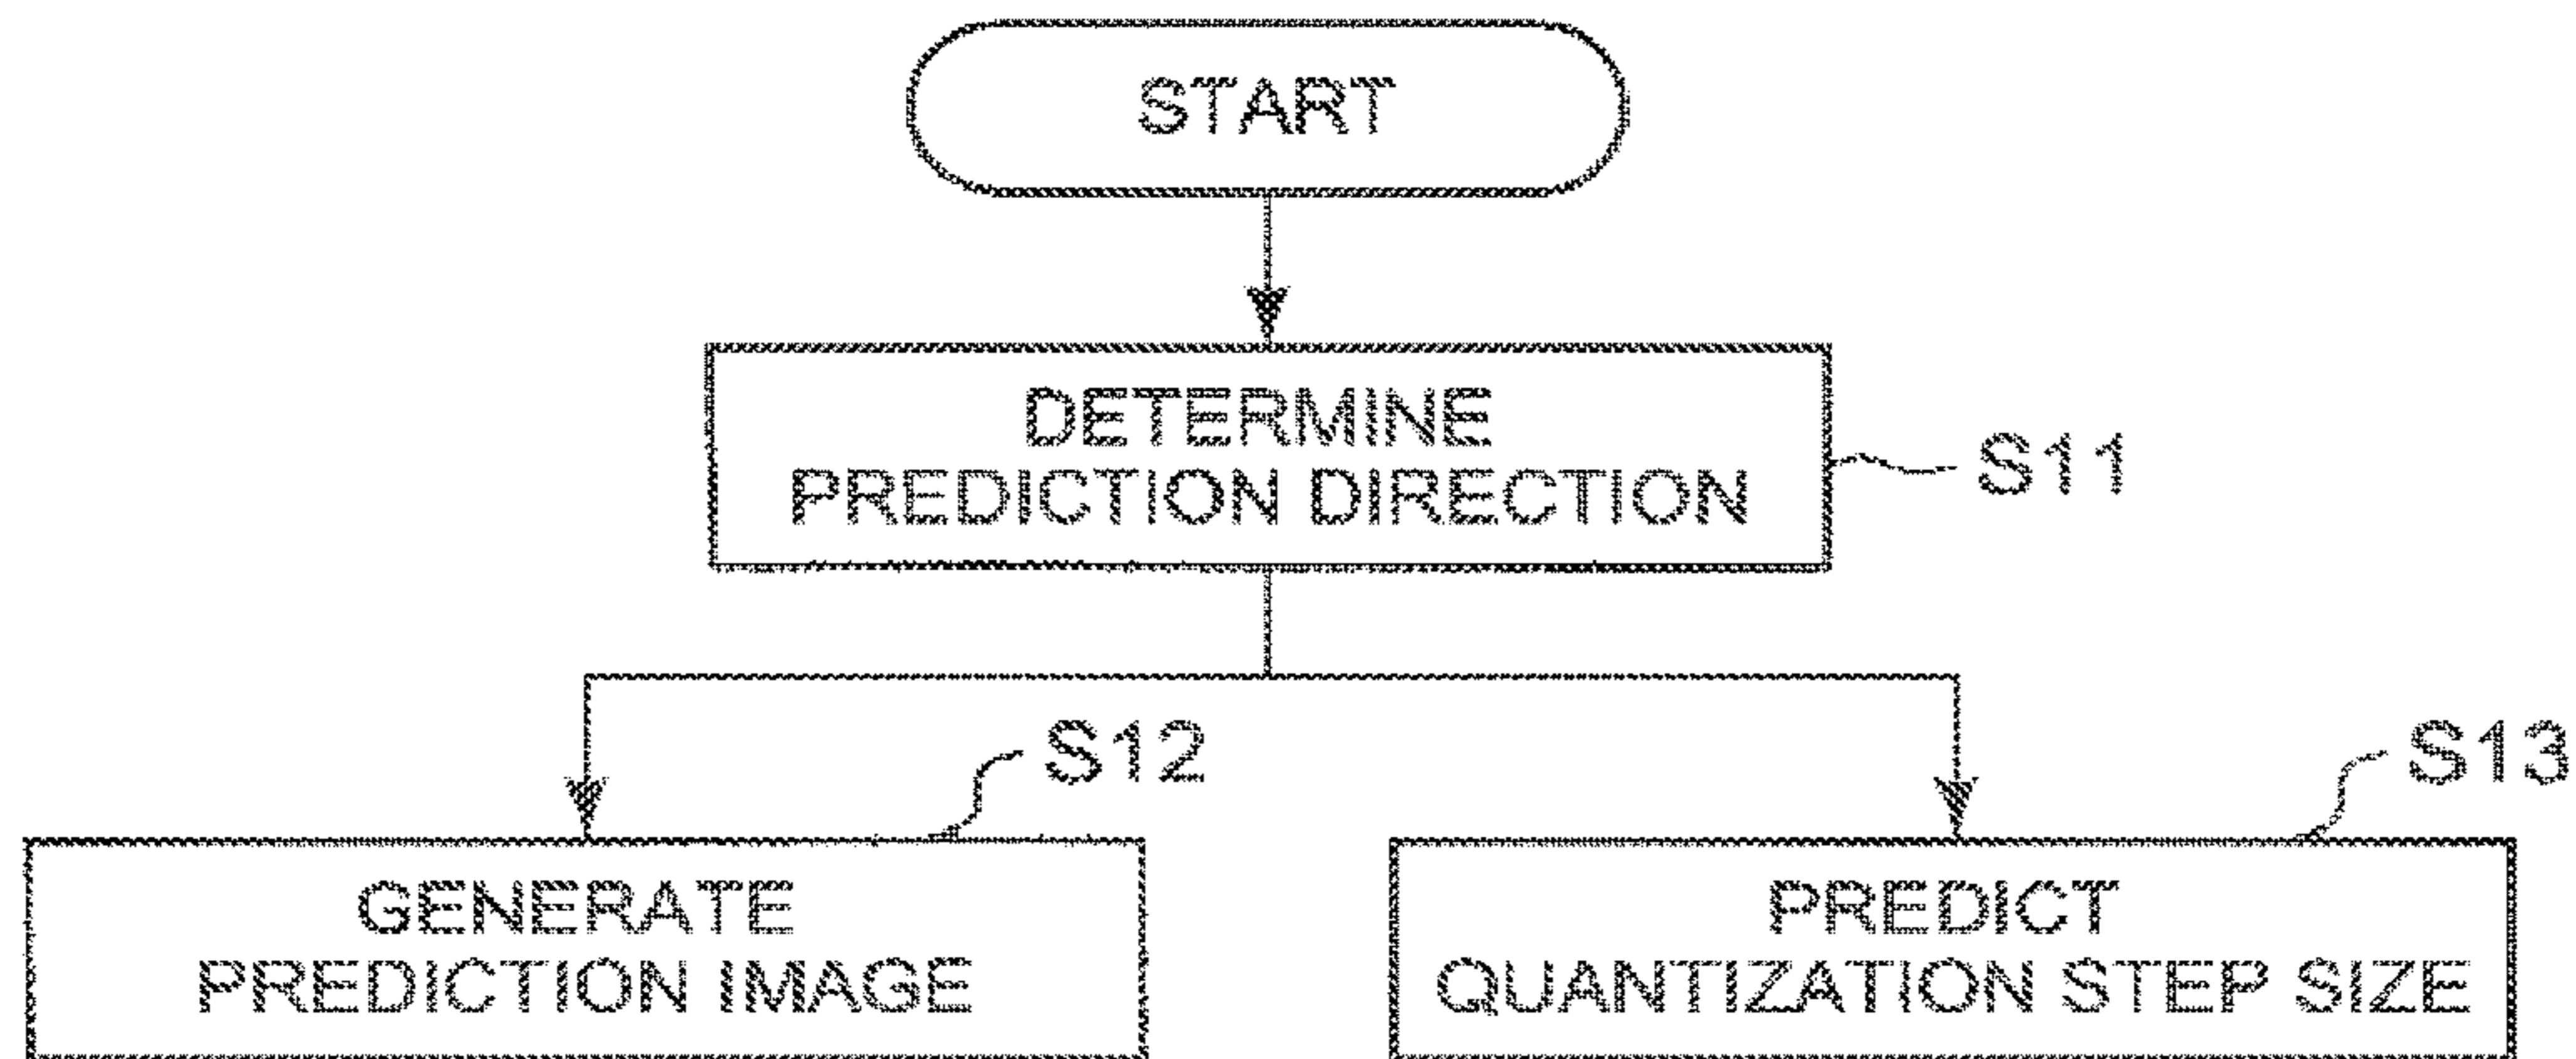 START
DETERMINE
PREDICTION DIRECTION
S11
S12
S13
GENERATE
PREDICTION IMAGE
PREDICT
QUANTIZATION STEP SIZE